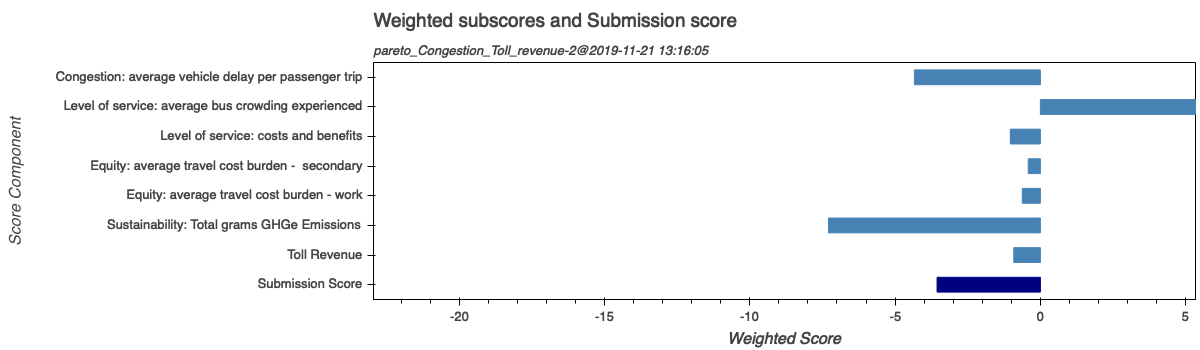 Weighted subscores and Submission score
pareto_Congestion_Toll_revenue-2@2019-11-21 13:16:05
Score Component
Congestion: average vehicle delay per passenger trip
Level of service: average bus crowding experienced
Level of service: costs and benefits
Equity: average travel cost burden -  secondary
Equity: average travel cost burden - work
Sustainability: Total grams GHGe Emissions
Toll Revenue
Submission Score
-20 -15 -10 -5 0 5
Weighted Score